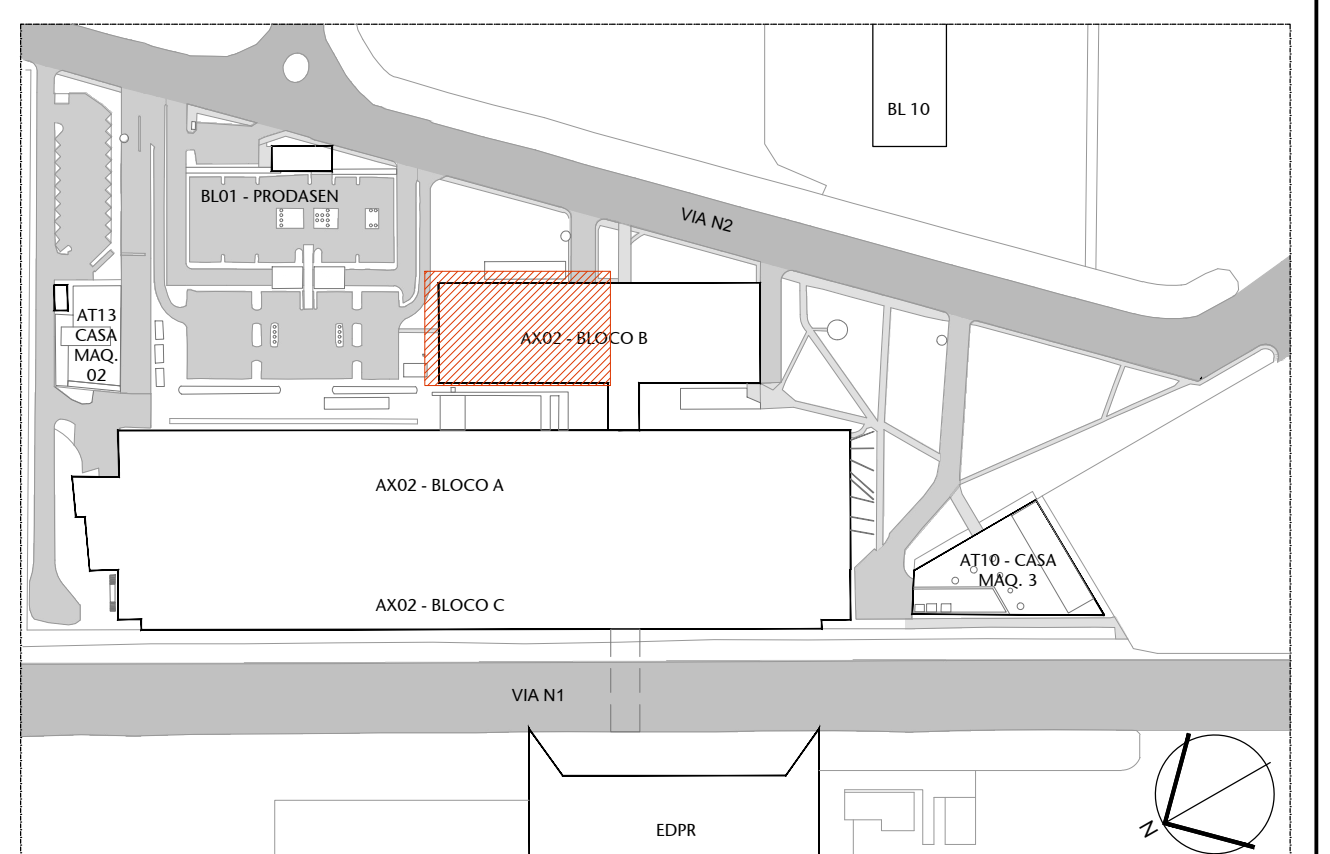 BL 10
BL01 - PRODASEN
VIA N2
AT13
CASA
MAQ.
02
AX02 - BLOCO B
AX02 - BLOCO A
AT10 - CASA
MAQ. 3
AX02 - BLOCO C
VIA N1
EDPR
N